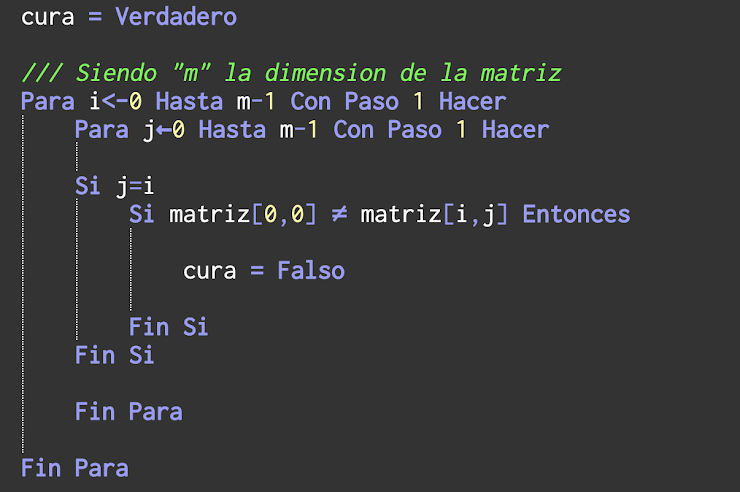 cura = Verdadero
/// Siendo "m" la dimension de la matriz
Para i<-0 Hasta m-1 Con Paso 1 Hacer
Para j←0 Hasta m-1 Con Paso 1 Hacer
Si j=i
Si matriz[0,0] ≠ matriz[i,j] Entonces
cura = Falso
Fin Si
Fin Si
Fin Para
Fin Para